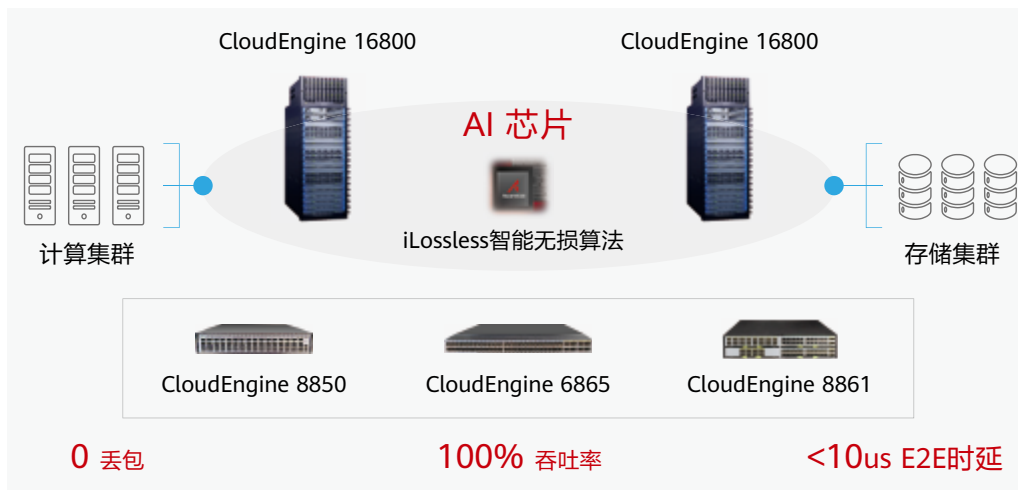 CloudEngine 16800
CloudEngine 16800
AI 芯片
iLossless智能无损算法
计算集群
存储集群
CloudEngine 8850
CloudEngine 6865
CloudEngine 8861
0 丢包
100% 吞吐率
<10us E2E时延